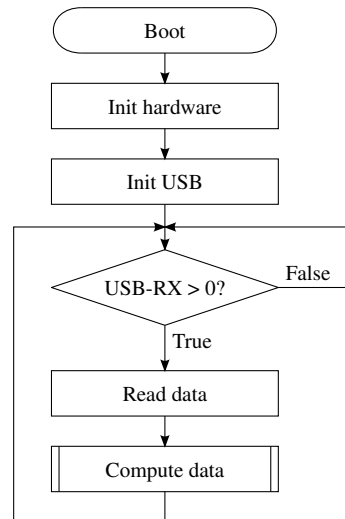 Boot
Init hardware
Init USB
USB-RX > 0?
False
True
Read data
Compute data